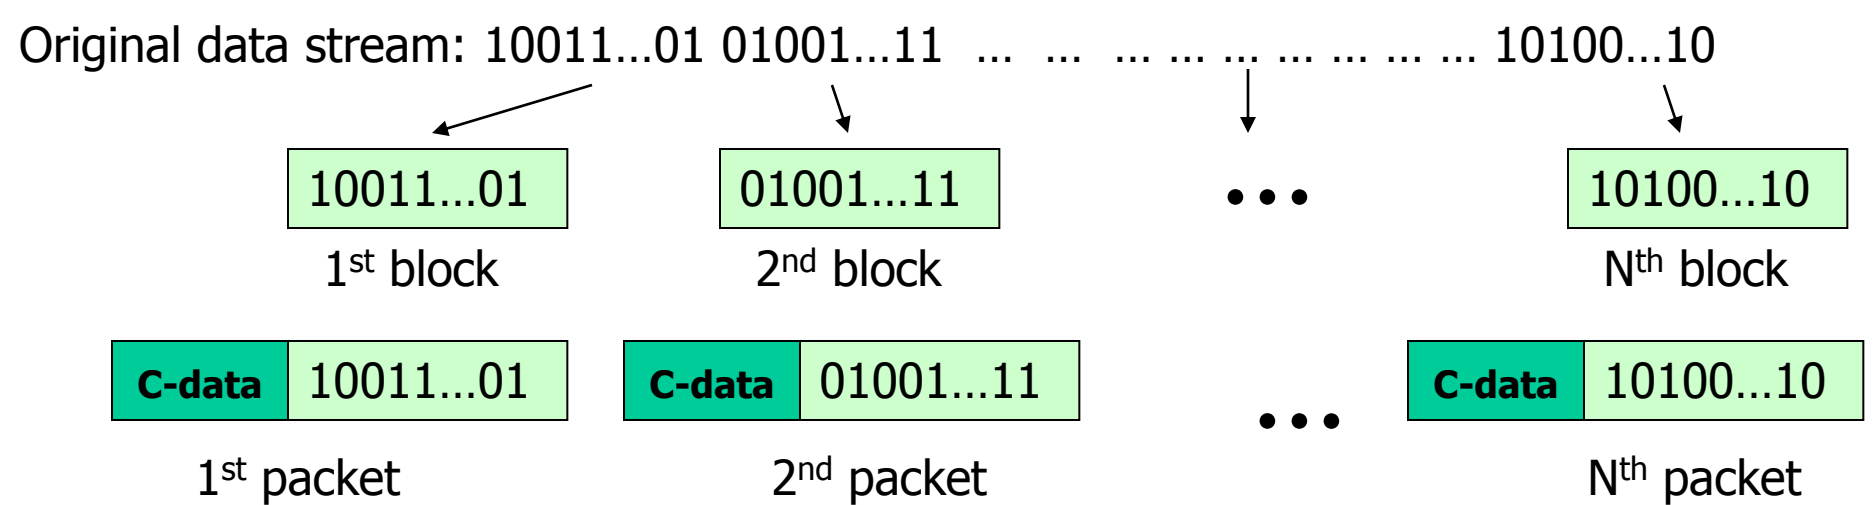 Original data stream: 10011…01 01001…11 … … … … … … … … … 10100…10
10011…01 01001…11 … 10100…10
1st block 2nd block Nth block
C-data 10011…01 C-data 01001…11 … C-data 10100…10
1st packet 2nd packet Nth packet